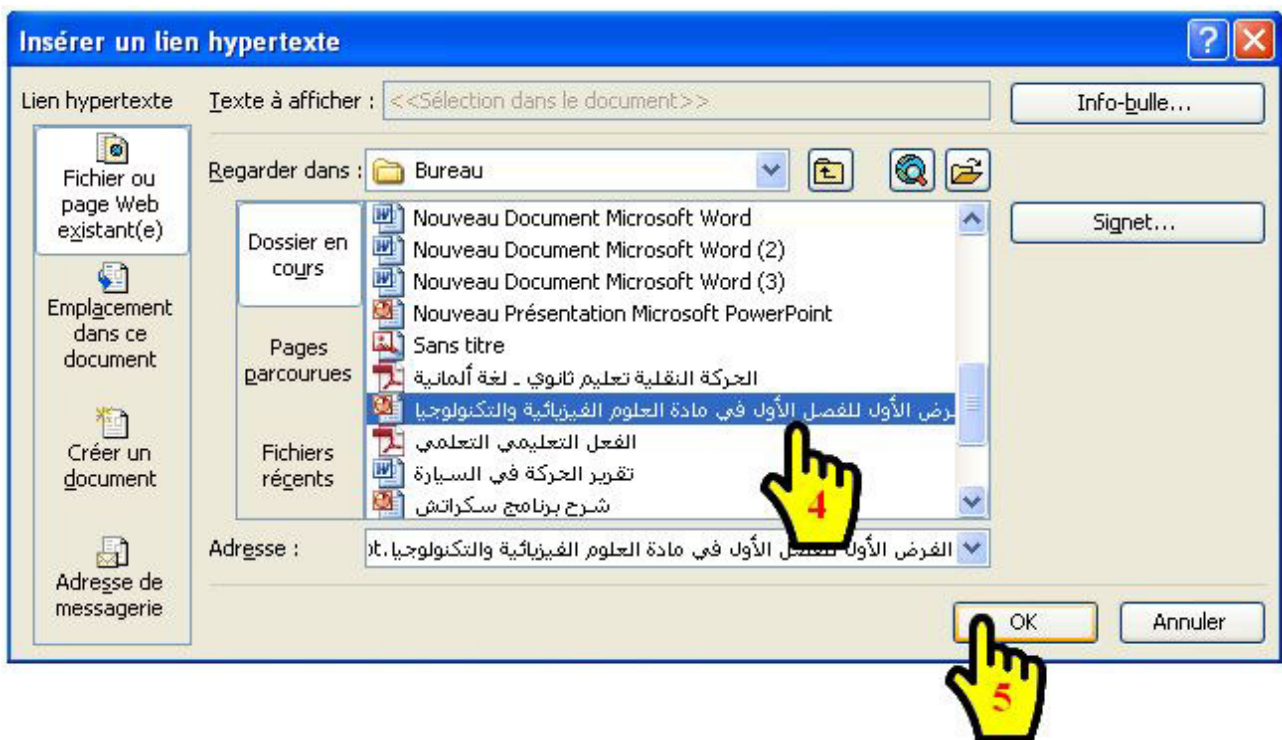 Insérer un lien hypertexte
Lien hypertexte
Texte à afficher :
<<Sélection dans le document>>
Info-bulle...
Fichier ou
page Web
existant(e)
Emplacement
dans ce
document
Créer un
document
Adresse de
messagerie
Regarder dans :
Bureau
Dossier en
cours
Pages
parcourues
Fichiers
récents
Nouveau Document Microsoft Word
Nouveau Document Microsoft Word (2)
Nouveau Document Microsoft Word (3)
Nouveau Présentation Microsoft PowerPoint
Sans titre
الحركة النقلية تعليم ثانوي - لغة ألمانية
رض الأول للفصل الأول في مادة العلوم الفيزيائية والتكنولوجيا
الفعل التعليمي التعلمي
تقرير الحركة في السيارة
شرح برنامج سكراتش
Signet...
Adresse :
الفرض الأول للفصل الأول في مادة العلوم الفيزيائية والتكنولوجيا
OK
Annuler
4
5